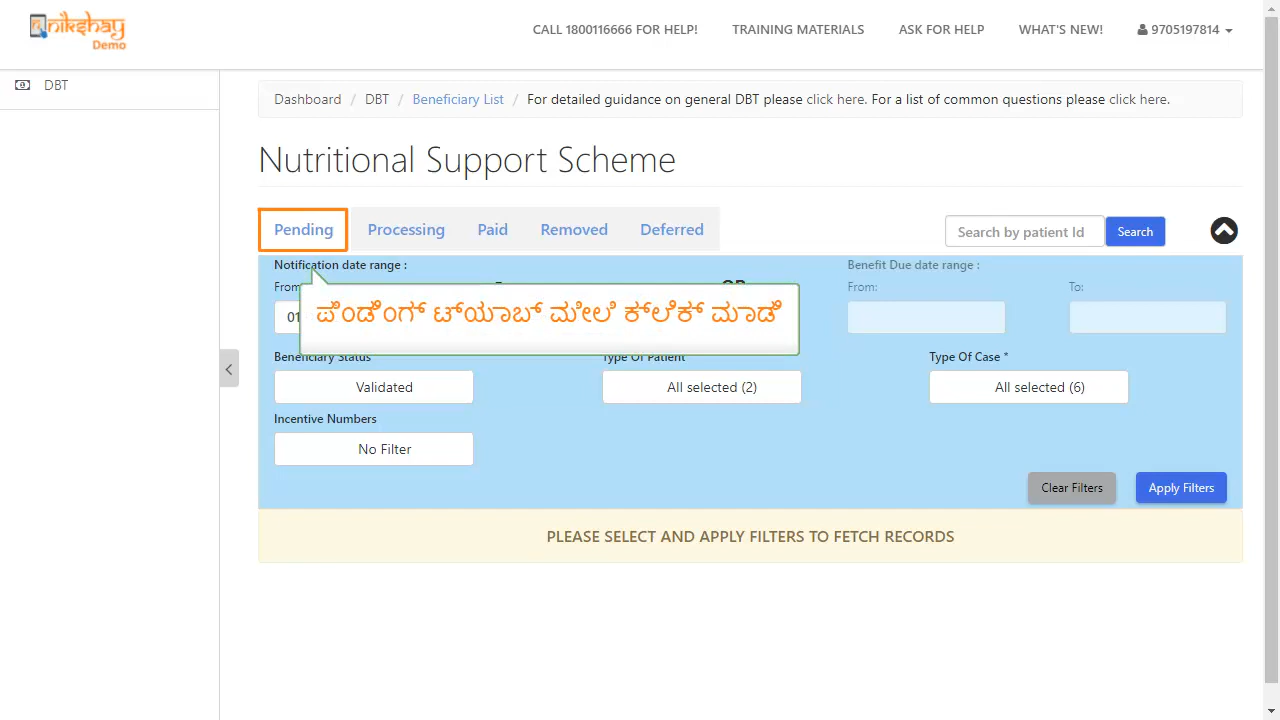 nikshay
Demo
CALL 1800116666 FOR HELP! TRAINING MATERIALS ASK FOR HELP WHAT'S NEW! 9705197814
DBT
Dashboard / DBT / Beneficiary List / For detailed guidance on general DBT please click here. For a list of common questions please click here.
Nutritional Support Scheme
Pending Processing Paid Removed Deferred Search by patient Id Search
Notification date range : Benefit Due date range :
From: To:
ಪೆಂಡಿಂಗ್ ಟ್ಯಾಬ್ ಮೇಲೆ ಕ್ಲಿಕ್ ಮಾಡಿ
Beneficiary Status Type Of Patient Type Of Case *
Validated All selected (2) All selected (6)
Incentive Numbers
No Filter
Clear Filters Apply Filters
PLEASE SELECT AND APPLY FILTERS TO FETCH RECORDS